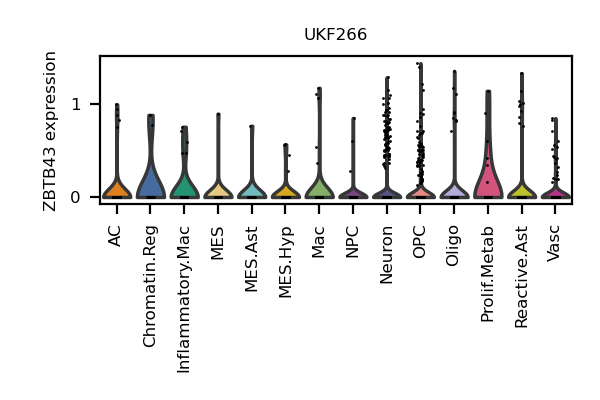 UKF266
ZBTB43 expression
1
0
AC
Chromatin.Reg
Inflammatory.Mac
MES
MES.Ast
MES.Hyp
Mac
NPC
Neuron
OPC
Oligo
Prolif.Metab
Reactive.Ast
Vasc